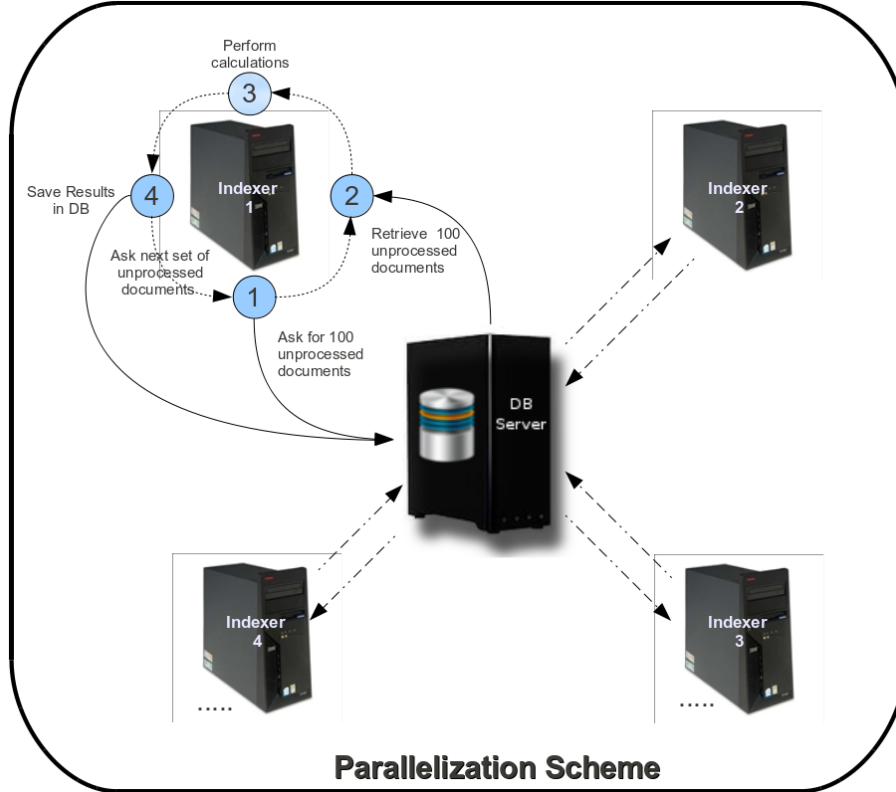 Perform
calculations
3
Save Results
in DB
4
Indexer
1
2
Retrieve 100
unprocessed
documents
Ask next set of
unprocessed
documents
1
Ask for 100
unprocessed
documents
Indexer
2
DB
Server
Indexer
4
.....
Indexer
3
.....
Parallelization Scheme